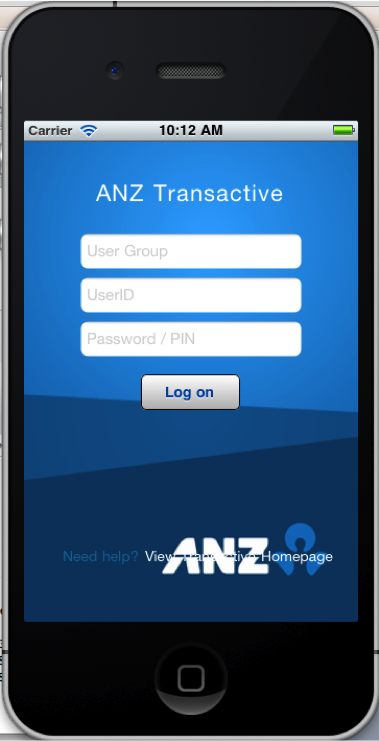 Carrier 10:12 AM
ANZ Transactive
User Group
UserID
Password / PIN
Log on
Need help? View Transactive Homepage
ANZ